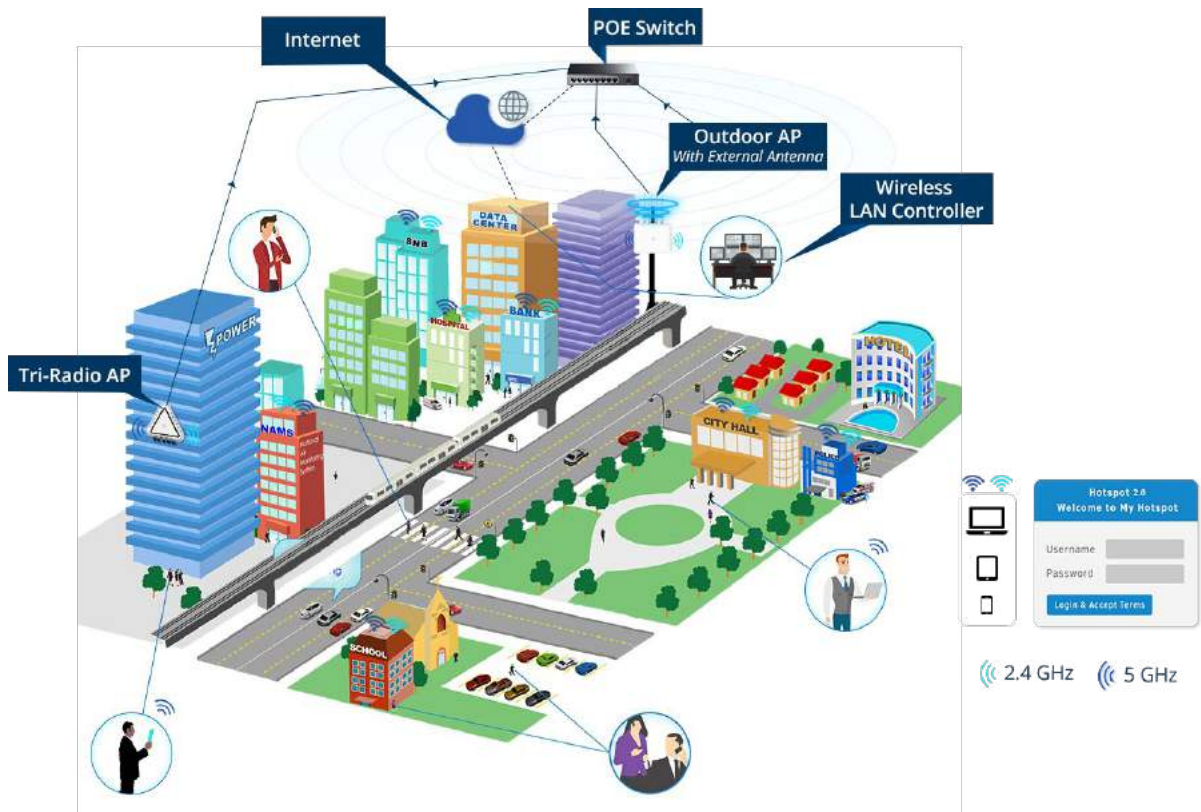 POE Switch
Internet
Outdoor AP
With External Antenna
Wireless
LAN Controller
DATA
CENTER
BNB
HOSPITAL
BANK
POWER
HOTEL
Tri-Radio AP
NAMS
CITY HALL
POLICE
SCHOOL
Hotspot 2.0
Welcome to My Hotspot
Username
Password
Login & Accept Terms
2.4 GHz
5 GHz